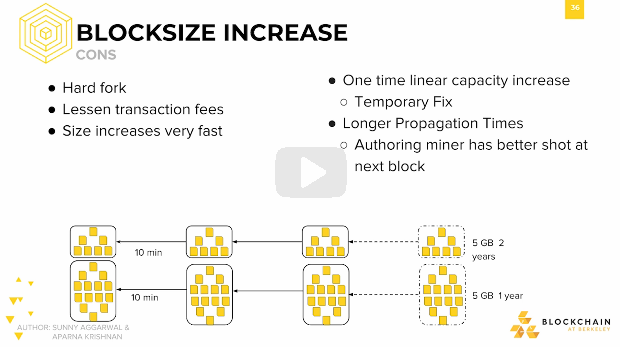 36
BLOCKSIZE INCREASE
CONS
● Hard fork
● Lessen transaction fees
● Size increases very fast
● One time linear capacity increase
○ Temporary Fix
● Longer Propagation Times
○ Authoring miner has better shot at
next block
10 min
5 GB 2
years
10 min
5 GB 1 year
AUTHOR: SUNNY AGGARWAL &
APARNA KRISHNAN
BLOCKCHAIN
AT BERKELEY